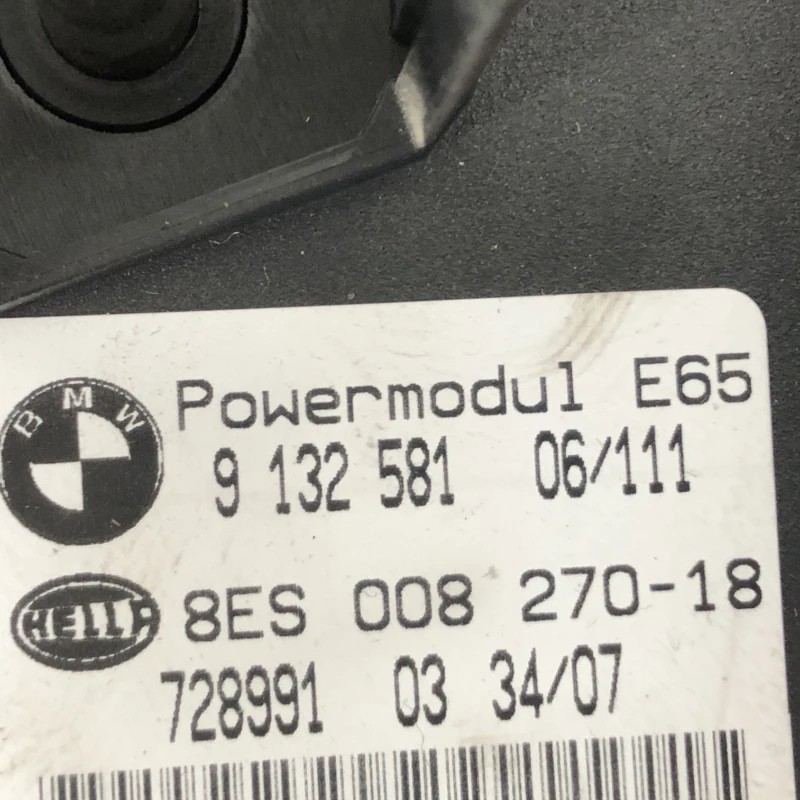 Powermodul E65
BMW
9 132 581 06/111
HELLA 8ES 008 270-18
728991 03 34/07